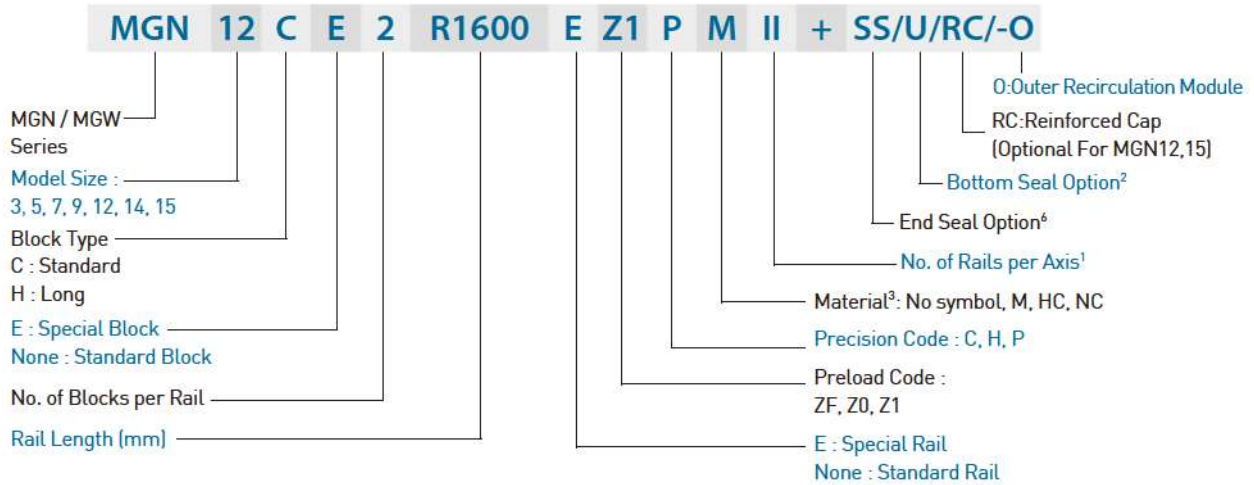 MGN 12 C E 2 R1600 E Z1 P M II + SS/U/RC/-O
MGN / MGW
Series
Model Size :
3, 5, 7, 9, 12, 14, 15
Block Type
C : Standard
H : Long
E : Special Block
None : Standard Block
No. of Blocks per Rail
Rail Length (mm)
O:Outer Recirculation Module
RC:Reinforced Cap
(Optional For MGN12,15)
Bottom Seal Option²
End Seal Option⁶
No. of Rails per Axis¹
Material³: No symbol, M, HC, NC
Precision Code : C, H, P
Preload Code :
ZF, Z0, Z1
E : Special Rail
None : Standard Rail